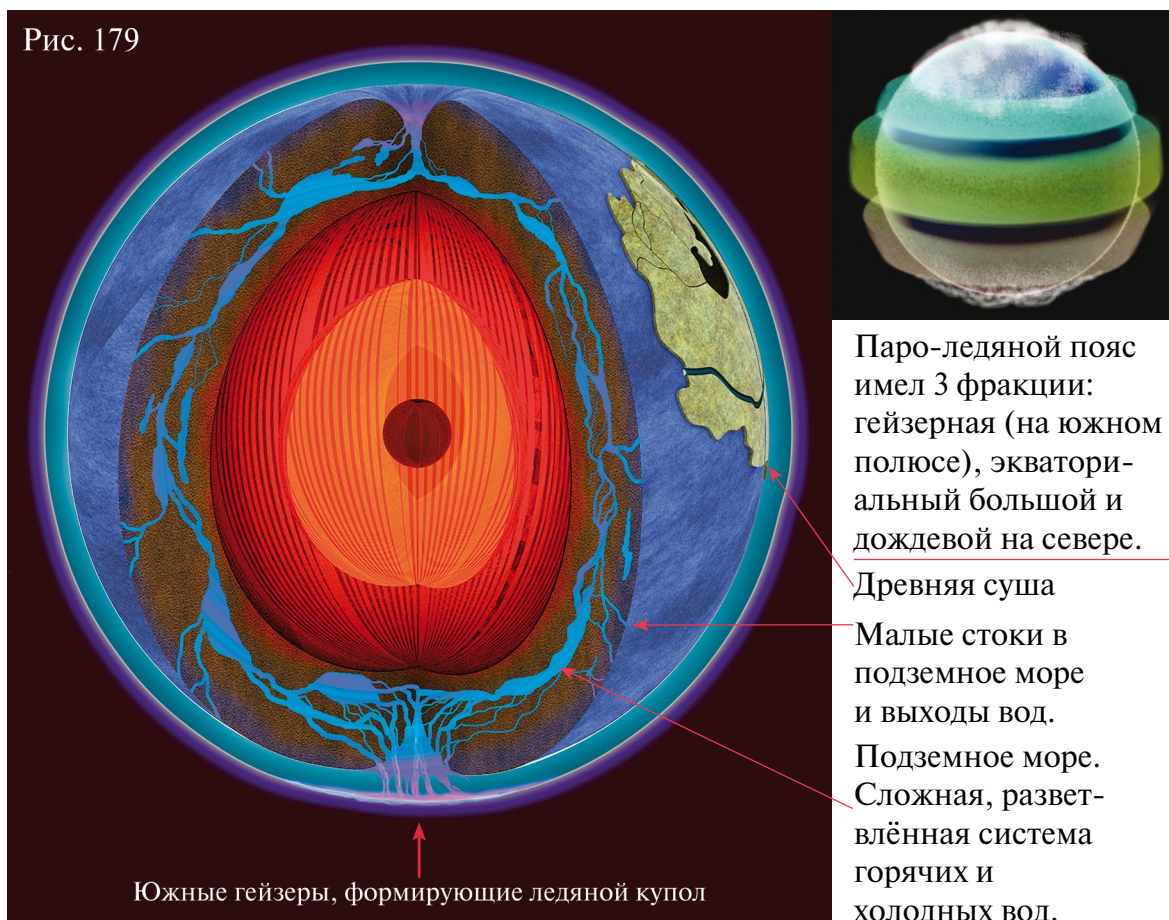 Рис. 179
Паро-ледяной пояс
имел 3 фракции:
гейзерная (на южном
полюсе), экватори-
альный большой и
дождевой на севере.
Древняя суша
Малые стоки в
подземное море
и выходы вод.
Подземное море.
Сложная, развет-
влённая система
горячих и
холодных вод.
Южные гейзеры, формирующие ледяной купол